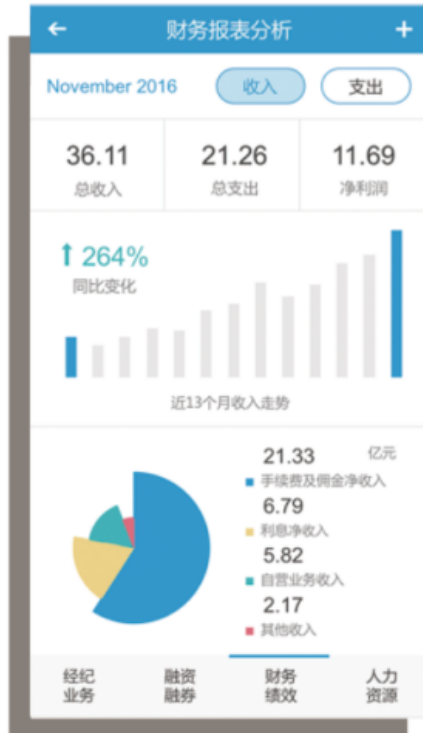 财务报表分析
November 2016
收入
支出
36.11
21.26
11.69
总收入
总支出
净利润
264%
同比变化
近13个月收入走势
21.33 亿元
手续费及佣金净收入
6.79
利息净收入
5.82
自营业务收入
2.17
其他收入
经纪
业务
融资
融券
财务
绩效
人力
资源